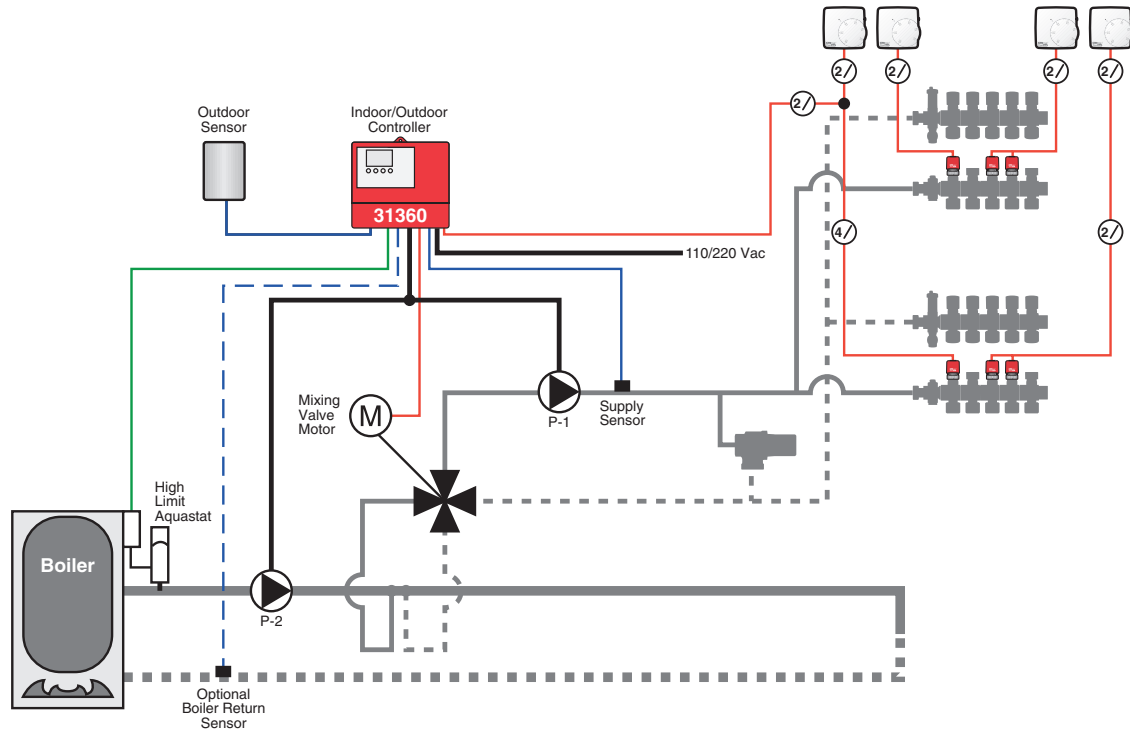 2/
2/
2/
2/
2/
Outdoor
Sensor
Indoor/Outdoor
Controller
31360
4/
2/
110/220 Vac
Mixing
Valve
Motor
M
P-1
Supply
Sensor
High
Limit
Aquastat
Boiler
P-2
Optional
Boiler Return
Sensor